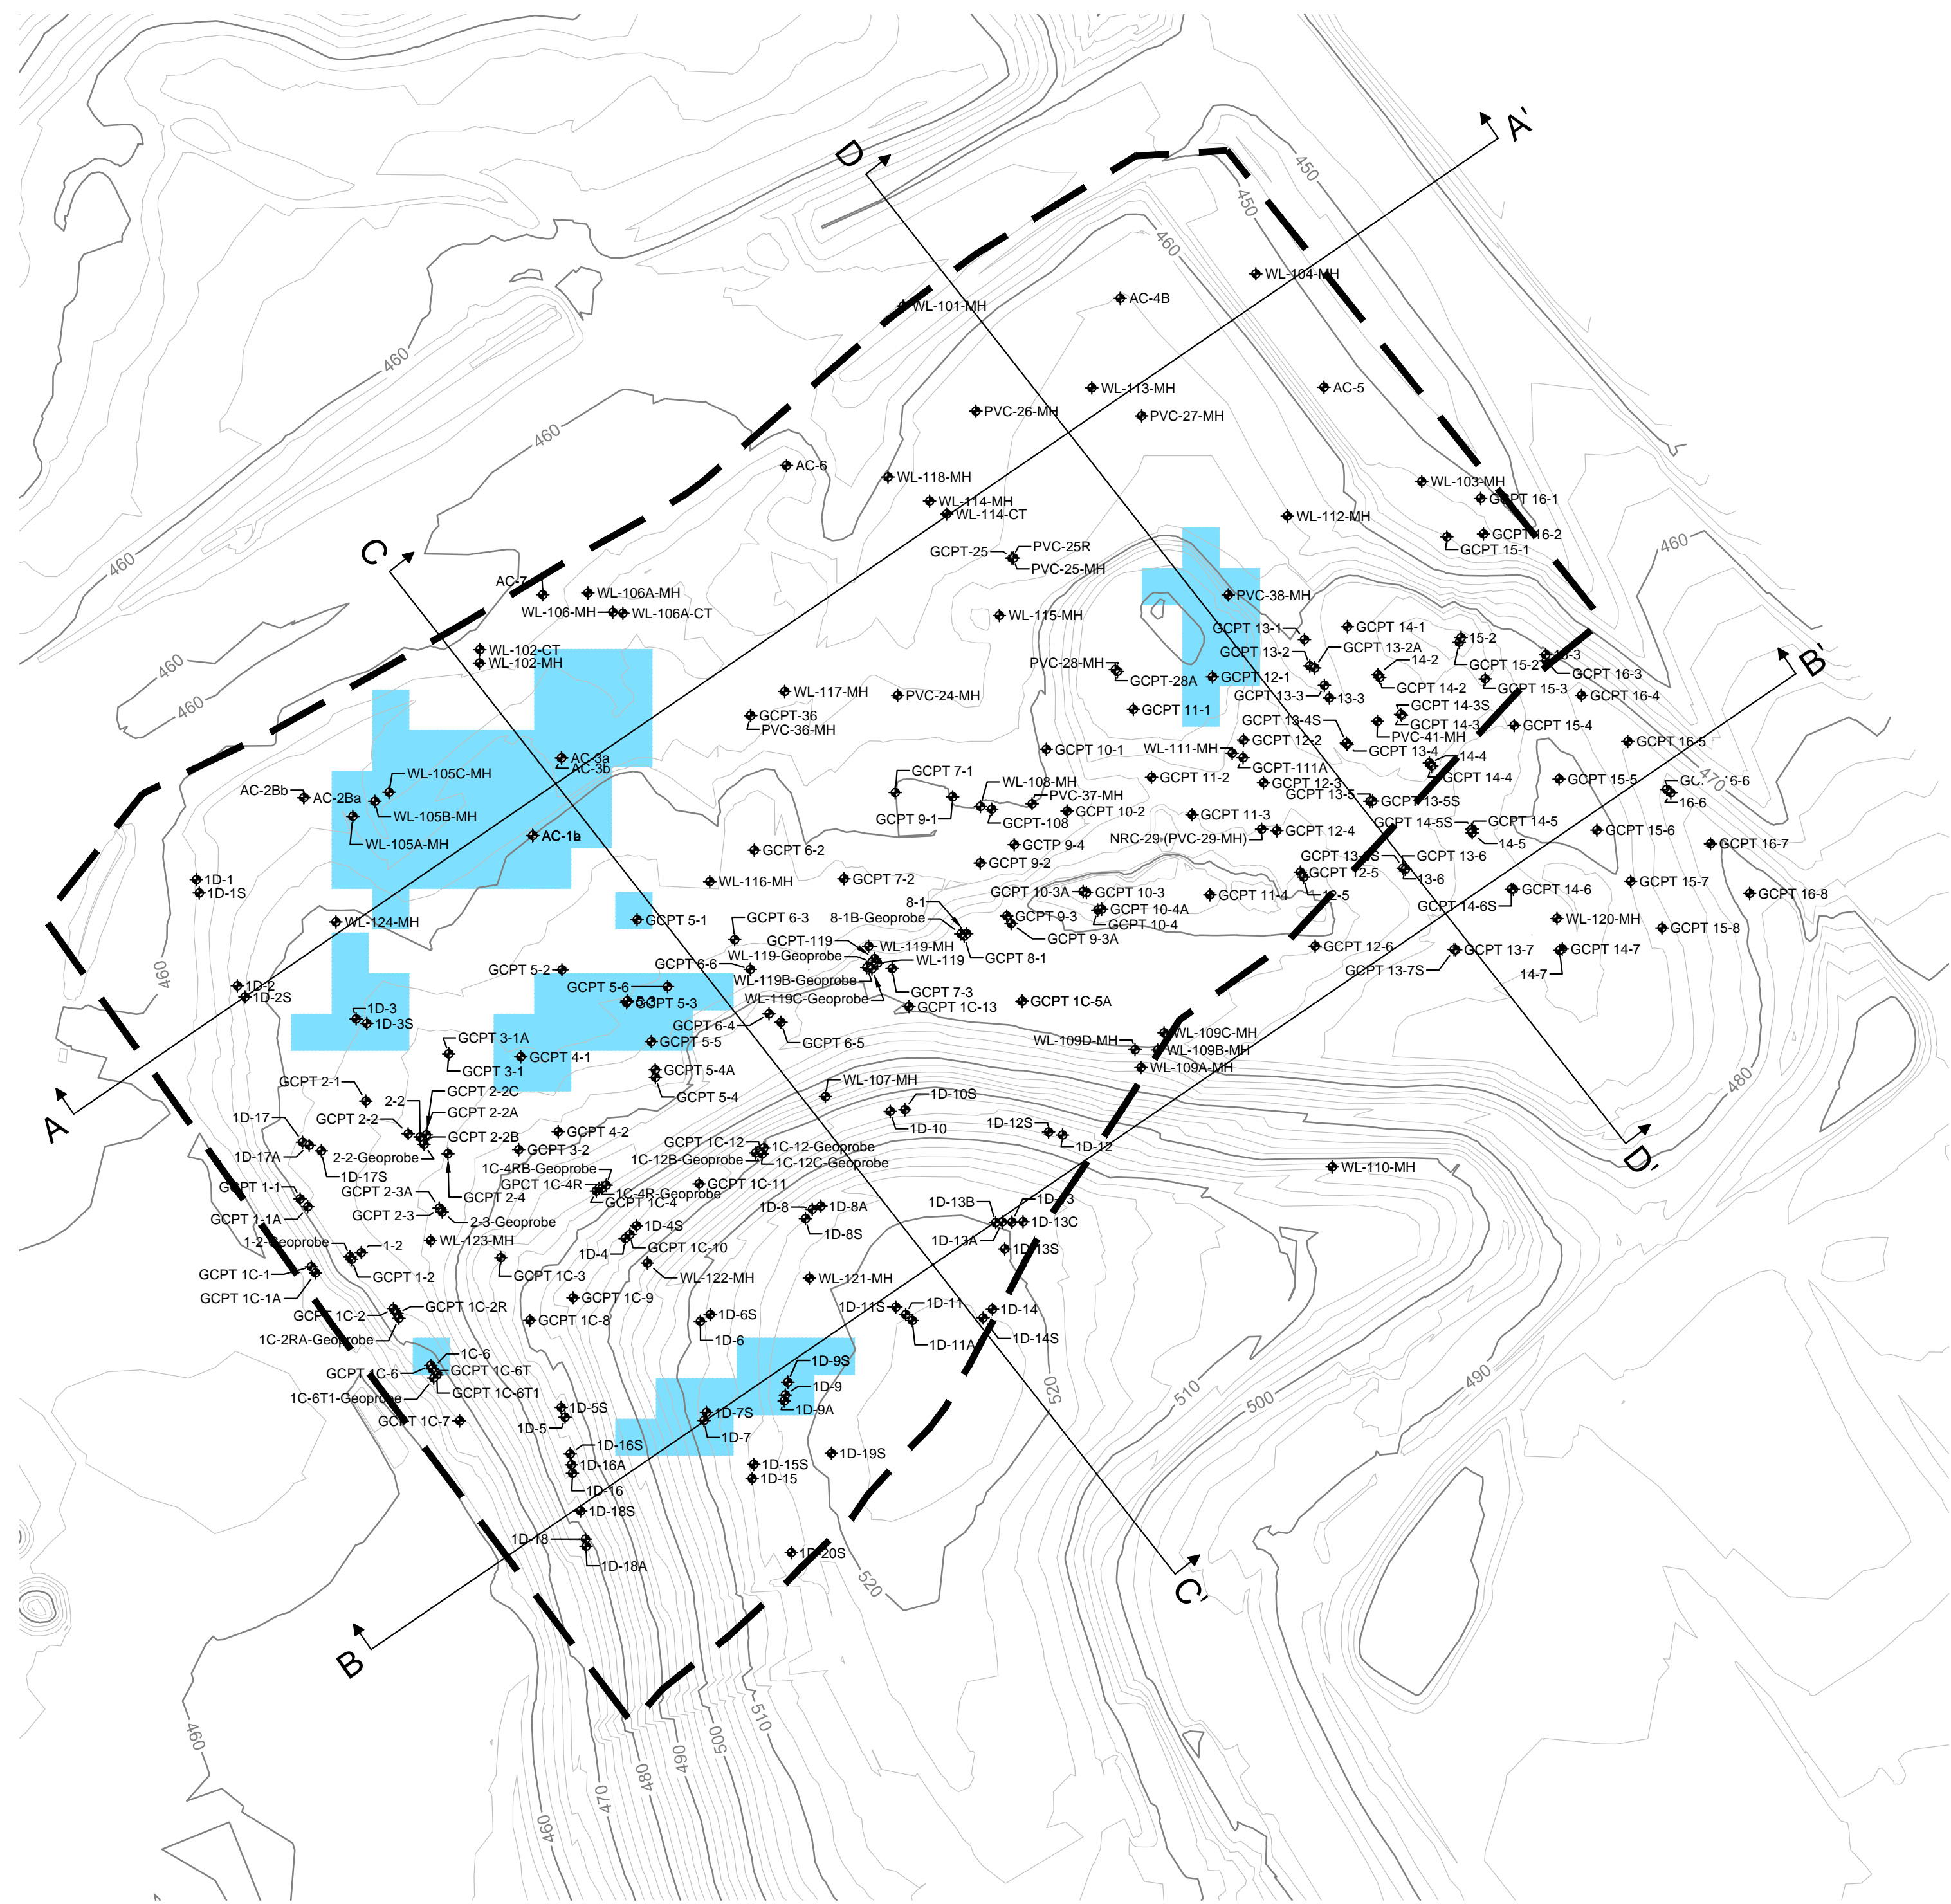 A'
D
450
450
460
WL-104-MH
AC-4B
WL-101-MH
460
WL-113-MH
AC-5
PVC-26-MH
PVC-27-MH
460
AC-6
WL-118-MH
WL-103-MH
GCPT 16-1
WL-114-MH
WL-114-CT
WL-112-MH
GCPT 16-2
GCPT 15-1
460
C
GCPT-25
PVC-25R
PVC-25-MH
460
AC-7
WL-106A-MH
WL-106-MH
WL-106A-CT
WL-115-MH
PVC-38-MH
GCPT 13-1
GCPT 14-1
15-2
WL-102-CT
WL-102-MH
GCPT 13-2
GCPT 13-2A
14-2
GCPT 15-2
GCPT 16-3
B'
460
PVC-28-MH
GCPT-28A
GCPT 12-1
GCPT 13-3
13-3
GCPT 14-2
GCPT 15-3
GCPT 16-4
460
WL-117-MH
PVC-24-MH
GCPT-36
PVC-36-MH
GCPT 11-1
GCPT 14-3S
GCPT 14-3
PVC-41-MH
GCPT 15-4
GCPT 13-4S
GCPT 13-4
GCPT 16-5
GCPT 10-1
GCPT 12-2
WL-111-MH
GCPT-111A
14-4
GCPT 14-4
AC-3a
AC-3b
GCPT 7-1
WL-108-MH
GCPT 11-2
GCPT 12-3
GCPT 15-5
470
16-6
WL-105C-MH
AC-2Bb
AC-2Ba
WL-105B-MH
WL-105A-MH
PVC-37-MH
GCPT 10-2
GCPT 9-1
GCPT-108
GCPT 11-3
GCPT 13-5
GCPT 13-5S
GCPT 14-5S
GCPT 14-5
14-5
GCPT 15-6
AC-1b
NRC-29 (PVC-29-MH)
GCPT 12-4
GCTP 9-4
GCPT 16-7
GCPT 6-2
GCPT 9-2
GCPT 13-6
13-6
GCPT 12-5
12-5
1D-1
1D-1S
WL-116-MH
GCPT 7-2
GCPT 10-3A
GCPT 10-3
GCPT 11-4
GCPT 14-6
GCPT 14-6S
GCPT 15-7
GCPT 16-8
8-1
8-1B-Geoprobe
GCPT 10-4A
GCPT 10-4
GCPT 9-3
GCPT 9-3A
WL-124-MH
GCPT 5-1
GCPT 6-3
WL-120-MH
GCPT 15-8
GCPT-119
WL-119-MH
WL-119-Geoprobe
WL-119
GCPT 8-1
GCPT 12-6
GCPT 13-7
GCPT 13-7S
GCPT 14-7
14-7
460
GCPT 5-2
GCPT 6-6
WL-119B-Geoprobe
GCPT 7-3
WL-119C-Geoprobe
GCPT 5-6
5-3
GCPT 5-3
GCPT 1C-13
GCPT 1C-5A
1D-2
1D-2S
1D-3
1D-3S
GCPT 6-4
GCPT 6-5
WL-109C-MH
WL-109D-MH
WL-109B-MH
WL-109A-MH
GCPT 3-1A
GCPT 3-1
GCPT 4-1
GCPT 5-5
GCPT 5-4A
GCPT 5-4
480
A
GCPT 2-1
2-2
GCPT 2-2C
GCPT 2-2A
GCPT 2-2
GCPT 2-2B
2-2-Geoprobe
WL-107-MH
1D-10S
1D-10
1D-12S
1D-12
D'
1D-17
1D-17A
1D-17S
GCPT 4-2
GCPT 3-2
GCPT 1C-12
1C-12-Geoprobe
1C-12B-Geoprobe
1C-12C-Geoprobe
WL-110-MH
1C-4RB-Geoprobe
GPCT 1C-4R
1C-4R-Geoprobe
GCPT 1C-4
GCPT 1C-11
GCPT 1-1
GCPT 1-1A
GCPT 2-3A
GCPT 2-4
GCPT 2-3
2-3-Geoprobe
1D-8
1D-8A
1D-8S
1D-13B
1D-13
1D-13C
1D-13A
1D-13S
1-2-Geoprobe
1-2
GCPT 1-2
WL-123-MH
1D-4S
1D-4
GCPT 1C-10
WL-122-MH
WL-121-MH
GCPT 1C-1
GCPT 1C-1A
GCPT 1C-3
GCPT 1C-9
GCPT 1C-8
GCPT 1C-2
GCPT 1C-2R
1C-2RA-Geoprobe
1D-6S
1D-6
1D-11S
1D-11
1D-11A
1D-14
1D-14S
1C-6
GCPT 1C-6
GCPT 1C-6T
GCPT 1C-6T1
1C-6T1-Geoprobe
GCPT 1C-7
1D-9S
1D-9
1D-9A
520
510
500
490
1D-5S
1D-5
1D-7S
1D-7
1D-16S
1D-16A
1D-16
1D-15S
1D-15
1D-19S
1D-18S
1D-18
1D-18A
1D-20S
520
C'
B
490
460
470
480
490
500
510